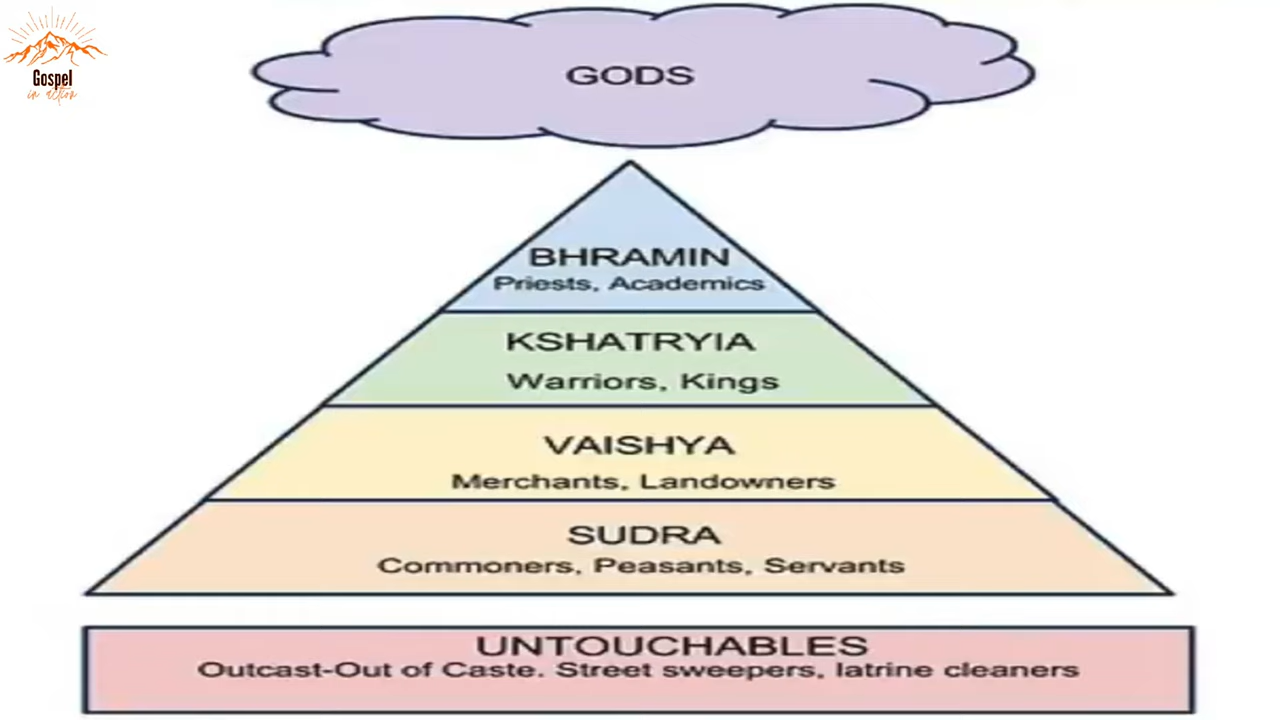 Gospel
in action
GODS
BHRAMIN
Priests, Academics
KSHATRYIA
Warriors, Kings
VAISHYA
Merchants, Landowners
SUDRA
Commoners, Peasants, Servants
UNTOUCHABLES
Outcast-Out of Caste. Street sweepers, latrine cleaners